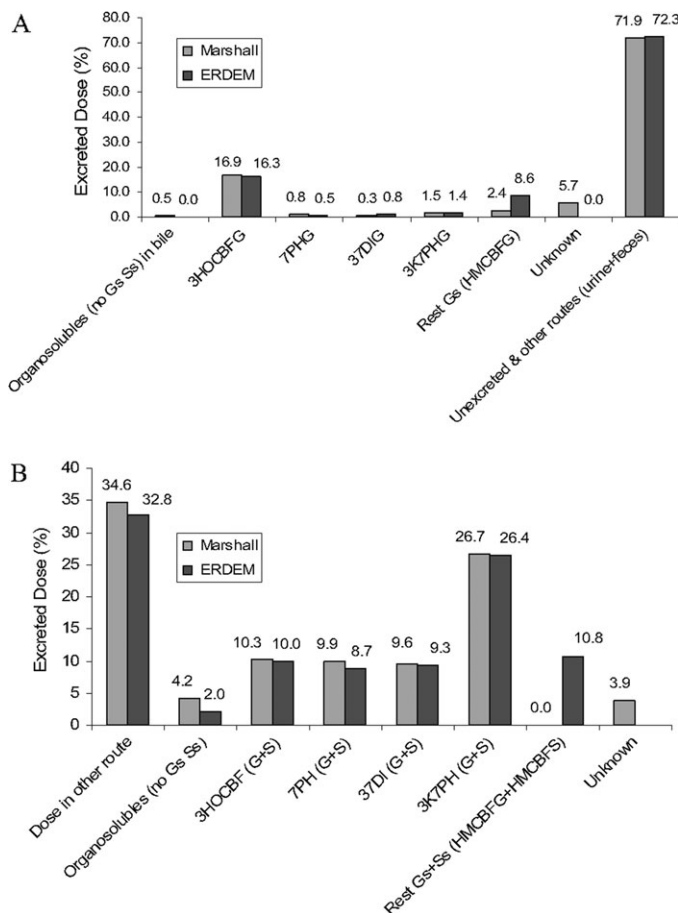 A
Excreted Dose (%)
80.0
70.0
60.0
50.0
40.0
30.0
20.0
10.0
0.0
Marshall
ERDEM
0.5 0.0
16.9 16.3
0.8 0.5
0.3 0.8
1.5 1.4
2.4 8.6
5.7 0.0
71.9 72.3
Organosolubles (no Gs Ss) in bile
3HOCBFG
7PHG
37DIG
3K7PHG
Rest Gs (HMCBFG)
Unknown
Unexcreted & other routes (urine+feces)
B
Excreted Dose (%)
40
35
30
25
20
15
10
5
0
Marshall
ERDEM
34.6 32.8
4.2 2.0
10.3 10.0
9.9 8.7
9.6 9.3
26.7 26.4
0.0 10.8
3.9
Dose in other route
Organosolubles (no Gs Ss)
3HOCBF (G+S)
7PH (G+S)
37DI (G+S)
3K7PH (G+S)
Rest Gs+Ss (HMCBFG+HMCBFS)
Unknown